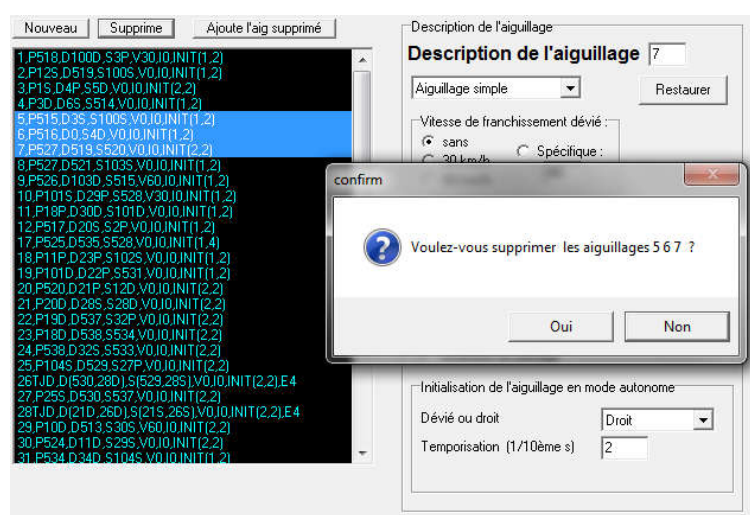 Nouveau Supprime Ajoute l'aig supprimé
1,P518,D100D,S3P,V30,I0,INIT(1,2)
2,P12S,D519,S100S,V0,I0,INIT(1,2)
3,P1S,D4P,S5D,V0,I0,INIT(2,2)
4,P3D,D6S,S514,V0,I0,INIT(1,2)
5,P515,D3S,S100S,V0,I0,INIT(1,2)
6,P516,D0,S4D,V0,I0,INIT(1,2)
7,P527,D519,S520,V0,I0,INIT(2,2)
8,P527,D521,S103S,V0,I0,INIT(1,2)
9,P526,D103D,S515,V60,I0,INIT(1,2)
10,P101S,D29P,S528,V30,I0,INIT(1,2)
11,P18P,D30D,S101D,V0,I0,INIT(1,2)
12,P517,D20S,S2P,V0,I0,INIT(1,2)
17,P525,D535,S528,V0,I0,INIT(1,4)
18,P11P,D23P,S102S,V0,I0,INIT(1,2)
19,P101D,D22P,S531,V0,I0,INIT(1,2)
20,P520,D21P,S12D,V0,I0,INIT(2,2)
21,P20D,D28S,S28D,V0,I0,INIT(2,2)
22,P19D,D537,S32P,V0,I0,INIT(2,2)
23,P18D,D538,S534,V0,I0,INIT(2,2)
24,P538,D32S,S533,V0,I0,INIT(2,2)
25,P104S,D529,S27P,V0,I0,INIT(2,2)
26TJD,D(530,28D),S(529,28S),V0,I0,INIT(2,2),E4
27,P25S,D530,S537,V0,I0,INIT(2,2)
28TJD,D(21D,26D),S(21S,26S),V0,I0,INIT(2,2),E4
29,P10D,D513,S30S,V60,I0,INIT(2,2)
30,P524,D11D,S29S,V0,I0,INIT(2,2)
31,P534,D34D,S104S,V0,I0,INIT(1,2)
Description de l'aiguillage
Description de l'aiguillage 7
Aiguillage simple Restaurer
Vitesse de franchissement dévié :
sans
Spécifique :
30 km/h
confirm
Voulez-vous supprimer les aiguillages 5 6 7 ?
Oui Non
Initialisation de l'aiguillage en mode autonome
Dévié ou droit Droit
Temporisation (1/10ème s) 2